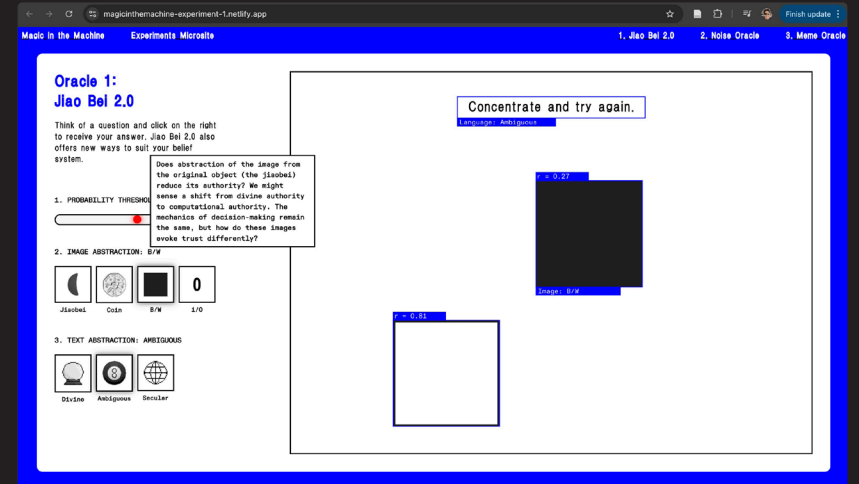 magicinthemachine-experiment-1.netlify.app
Finish update
Magic in the Machine
Experiments Microsite
1. Jiao Bei 2.0
2. Noise Oracle
3. Meme Oracle
Oracle 1:
Jiao Bei 2.0
Think of a question and click on the right
to receive your answer. Jiao Bei 2.0 also
offers new ways to suit your belief
system.
Does abstraction of the image from
the original object (the jiaobei)
reduce its authority? We might
sense a shift from divine authority
to computational authority. The
mechanics of decision-making remain
the same, but how do these images
evoke trust differently?
1. PROBABILITY THRESHOL
2. IMAGE ABSTRACTION: B/W
0
Jiaobei
Coin
B/W
1/0
3. TEXT ABSTRACTION: AMBIGUOUS
8
Divine
Ambiguous
Secular
Concentrate and try again.
Language: Ambiguous
r = 0.27
Image: B/W
r = 0.81